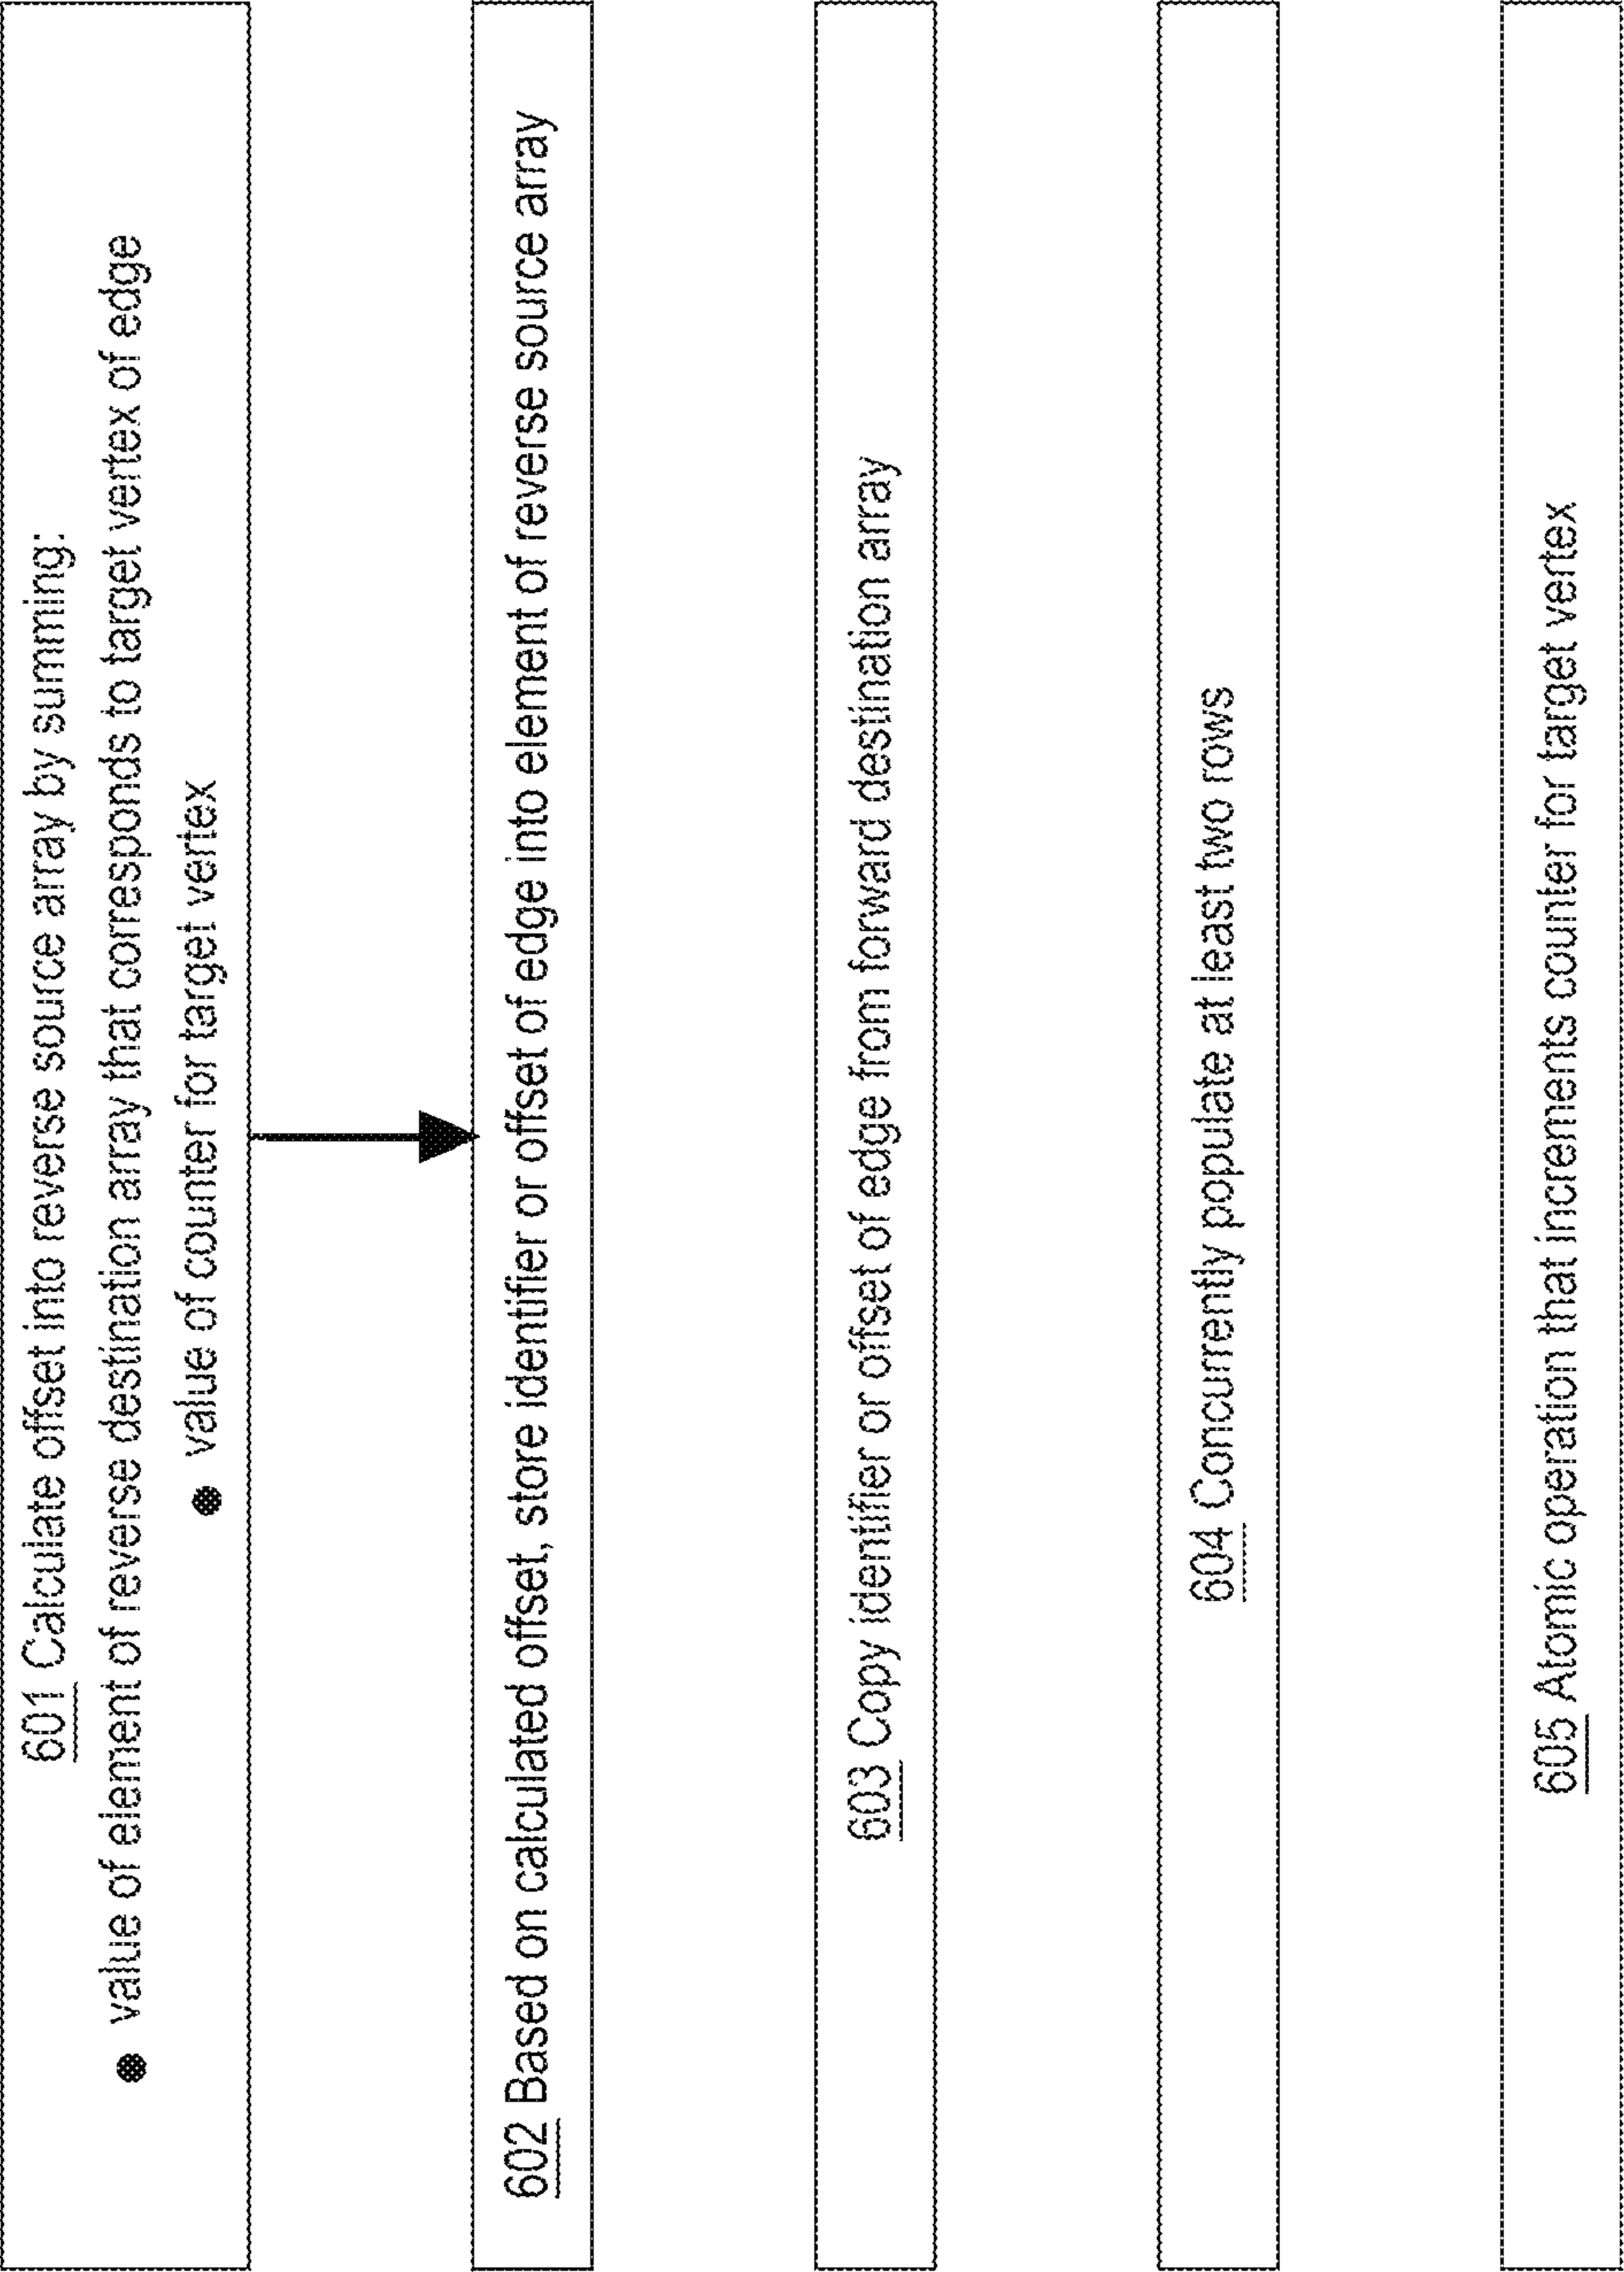 601 Calculate offset into reverse source array by summing:
● value of element of reverse destination array that corresponds to target vertex of edge
● value of counter for target vertex
602 Based on calculated offset, store identifier or offset of edge into element of reverse source array
603 Copy identifier or offset of edge from forward destination array
604 Concurrently populate at least two rows
605 Atomic operation that increments counter for target vertex